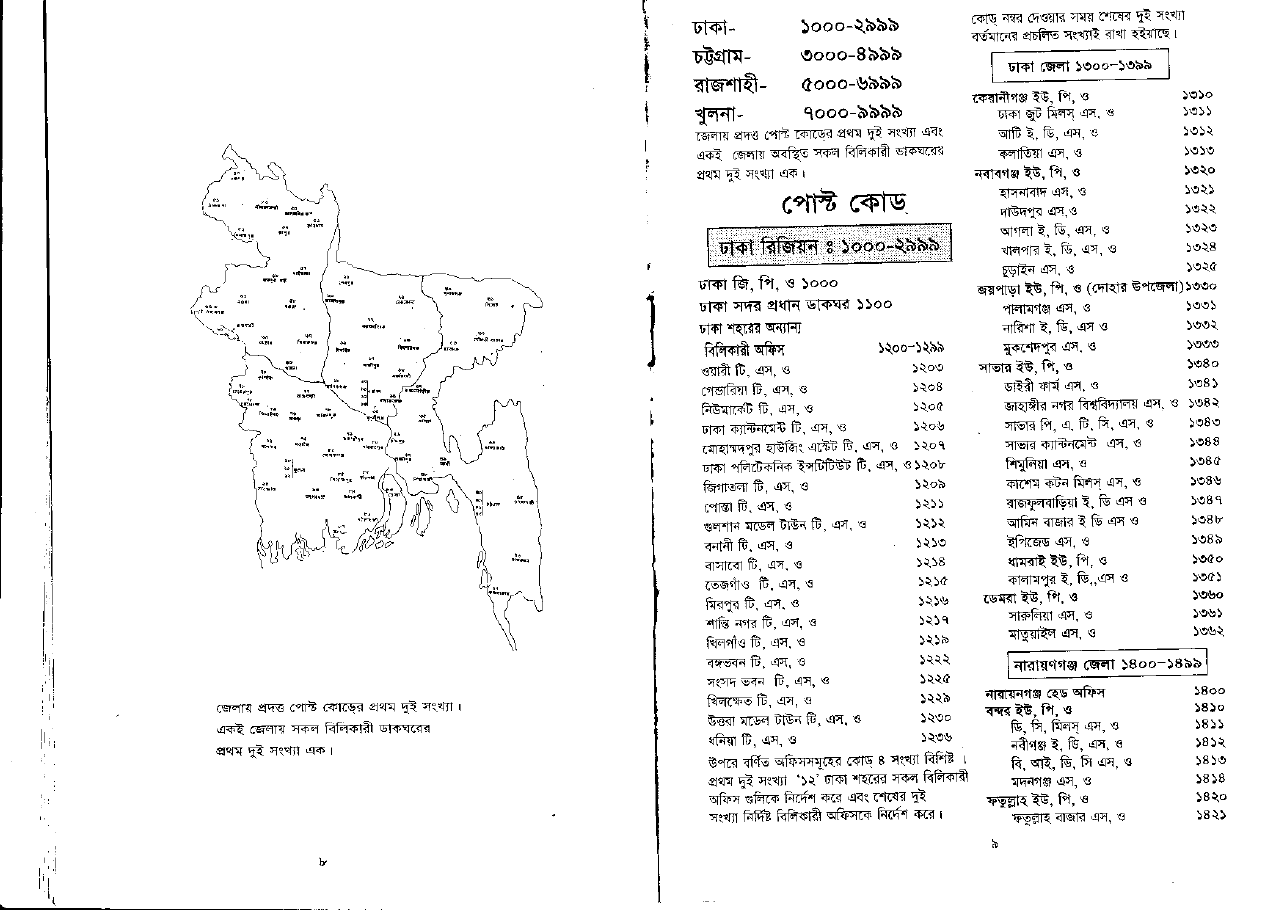 জেলায় প্রদত্ত পোস্ট কোডের প্রথম দুই সংখ্যা।
একই জেলায় সকল বিলিকারী ডাকঘরের
প্রথম দুই সংখ্যা এক।
৮
ঢাকা- ১০০০-২৯৯৯
চট্টগ্রাম- ৩০০০-৪৯৯৯
রাজশাহী- ৫০০০-৬৯৯৯
খুলনা- ৭০০০-৯৯৯৯
জেলায় প্রদত্ত পোস্ট কোডের প্রথম দুই সংখ্যা এবং
একই জেলায় অবস্থিত সকল বিলিকারী ডাকঘরের
প্রথম দুই সংখ্যা এক।
পোস্ট কোড
ঢাকা রিজিয়ন ঃ ১০০০-২৯৯৯
ঢাকা জি, পি, ও ১০০০
ঢাকা সদর প্রধান ডাকঘর ১১০০
ঢাকা শহরের অন্যান্য
বিলিকারী অফিস ১২০০-১২৯৯
ওয়ারী টি, এস, ও ১২০৩
গেন্ডারিয়া টি, এস, ও ১২০৪
নিউমার্কেট টি, এস, ও ১২০৫
ঢাকা ক্যান্টনমেন্ট টি, এস, ও ১২০৬
মোহাম্মদপুর হাউজিং এস্টেট টি, এস, ও ১২০৭
ঢাকা পলিটেকনিক ইন্সটিটিউট টি, এস, ও ১২০৮
জিগাতলা টি, এস, ও ১২০৯
পোস্তা টি, এস, ও ১২১১
গুলশান মডেল টাউন টি, এস, ও ১২১২
বনানী টি, এস, ও ১২১৩
বাসাবো টি, এস, ও ১২১৪
তেজগাঁও টি, এস, ও ১২১৫
মিরপুর টি, এস, ও ১২১৬
শান্তি নগর টি, এস, ও ১২১৭
খিলগাঁও টি, এস, ও ১২১৯
বঙ্গভবন টি, এস, ও ১২২২
সংসদ ভবন টি, এস, ও ১২২৫
খিলক্ষেত টি, এস, ও ১২২৯
উত্তরা মডেল টাউন টি, এস, ও ১২৩০
ধনিয়া টি, এস, ও ১২৩৬
উপরে বর্ণিত অফিসসমূহের কোড ৪ সংখ্যা বিশিষ্ট।
প্রথম দুই সংখ্যা '১২' ঢাকা শহরের সকল বিলিকারী
অফিস গুলিকে নির্দেশ করে এবং শেষের দুই
সংখ্যা নির্দিষ্ট বিলিকারী অফিসকে নির্দেশ করে।
কোড্ নম্বর দেওয়ার সময় শেষের দুই সংখ্যা
বর্তমানের প্রচলিত সংখ্যাই রাখা হইয়াছে।
ঢাকা জেলা ১৩০০-১৩৯৯
কেরানীগঞ্জ ইউ, পি, ও ১৩১০
ঢাকা জুট মিলস্ এস, ও ১৩১১
আটি ই, ডি, এস, ও ১৩১২
কলাতিয়া এস, ও ১৩১৩
নবাবগঞ্জ ইউ, পি, ও ১৩২০
হাসনাবাদ এস, ও ১৩২১
দাউদপুর এস,ও ১৩২২
আগলা ই, ডি, এস, ও ১৩২৩
খালপার ই, ডি, এস, ও ১৩২৪
চুড়াইন এস, ও ১৩২৫
জয়পাড়া ইউ, পি, ও (দোহার উপজেলা) ১৩৩০
পালামগঞ্জ এস, ও ১৩৩১
নারিশা ই, ডি, এস ও ১৩৩২
মুকশেদপুর এস, ও ১৩৩৩
সাভার ইউ, পি, ও ১৩৪০
ডাইরী ফার্ম এস, ও ১৩৪১
জাহাঙ্গীর নগর বিশ্ববিদ্যালয় এস, ও ১৩৪২
সাভার পি, এ, টি, সি, এস, ও ১৩৪৩
সাভার ক্যান্টনমেন্ট এস, ও ১৩৪৪
শিমুলিয়া এস, ও ১৩৪৫
কাশেম কটন মিলস্ এস, ও ১৩৪৬
রাজফুলবাড়িয়া ই, ডি এস ও ১৩৪৭
আমিন বাজার ই ডি এস ও ১৩৪৮
ইপিজেড এস, ও ১৩৪৯
ধামরাই ইউ, পি, ও ১৩৫০
কালামপুর ই, ডি,,এস ও ১৩৫১
ডেমরা ইউ, পি, ও ১৩৬০
সারুলিয়া এস, ও ১৩৬১
মাতুয়াইল এস, ও ১৩৬২
নারায়ণগঞ্জ জেলা ১৪০০-১৪৯৯
নারায়নগঞ্জ হেড অফিস ১৪০০
বন্দর ইউ, পি, ও ১৪১০
ডি, সি, মিলস্ এস, ও ১৪১১
নবীগঞ্জ ই, ডি, এস, ও ১৪১২
বি, আই, ডি, সি এস, ও ১৪১৩
মদনগঞ্জ এস, ও ১৪১৪
ফতুল্লাহ ইউ, পি, ও ১৪২০
ফতুল্লাহ বাজার এস, ও ১৪২১
৯